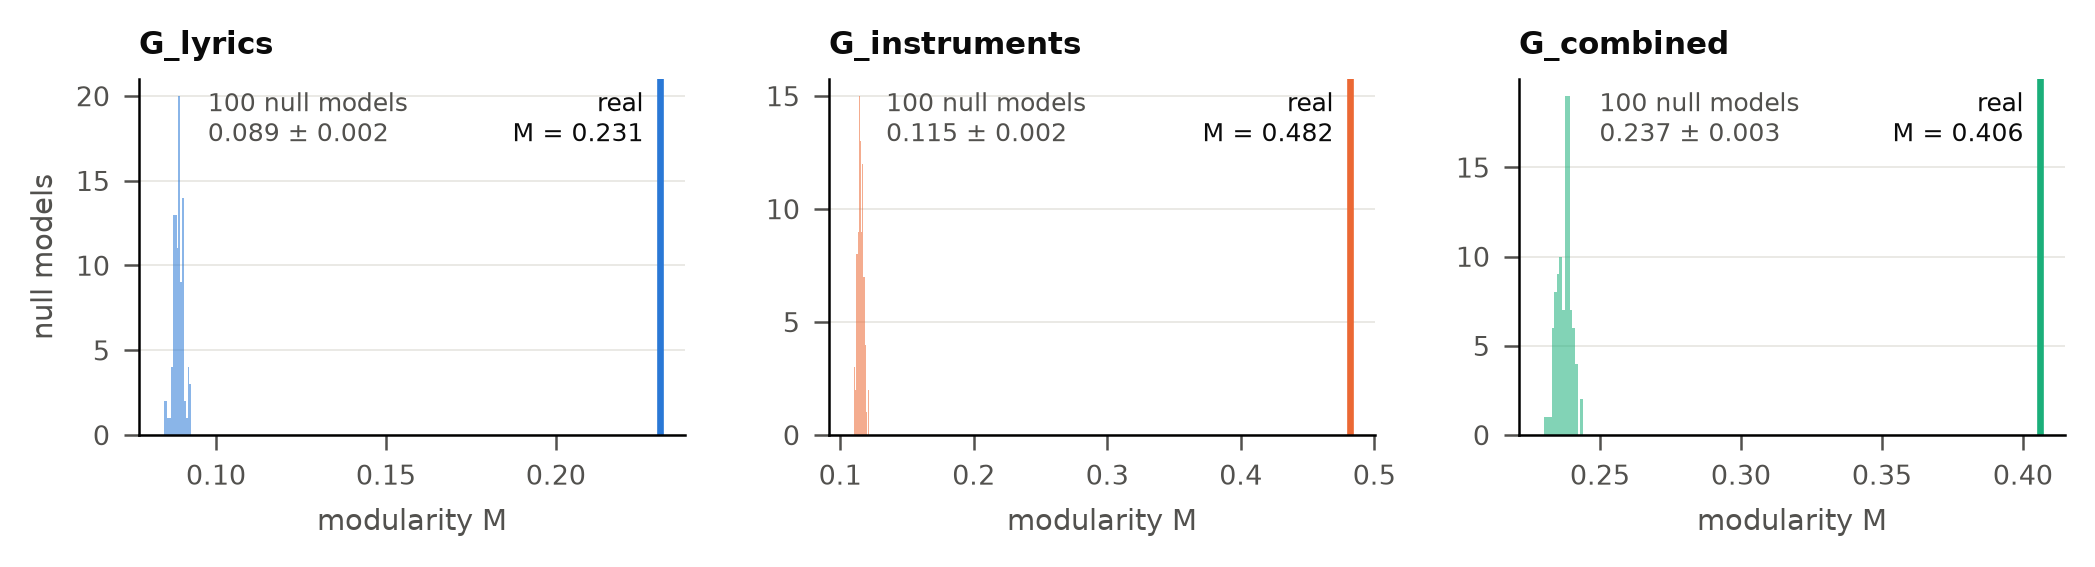 G_lyrics
G_instruments
G_combined
null models
20
15
10
5
0
100 null models
0.089 ± 0.002
real
M = 0.231
0.10
0.15
0.20
modularity M
15
10
5
0
100 null models
0.115 ± 0.002
real
M = 0.482
0.1
0.2
0.3
0.4
0.5
modularity M
15
10
5
0
100 null models
0.237 ± 0.003
real
M = 0.406
0.25
0.30
0.35
0.40
modularity M